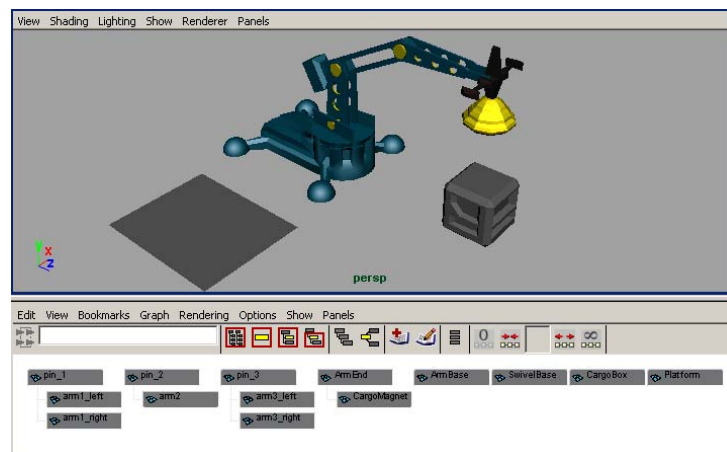 View Shading Lighting Show Renderer Panels
Y X
Z
persp
Edit View Bookmarks Graph Rendering Options Show Panels
0
pin_1 pin_2 pin_3 ArmEnd ArmBase SwivelBase CargoBox Platform
arm1_left arm2 arm3_left CargoMagnet
arm1_right arm3_right